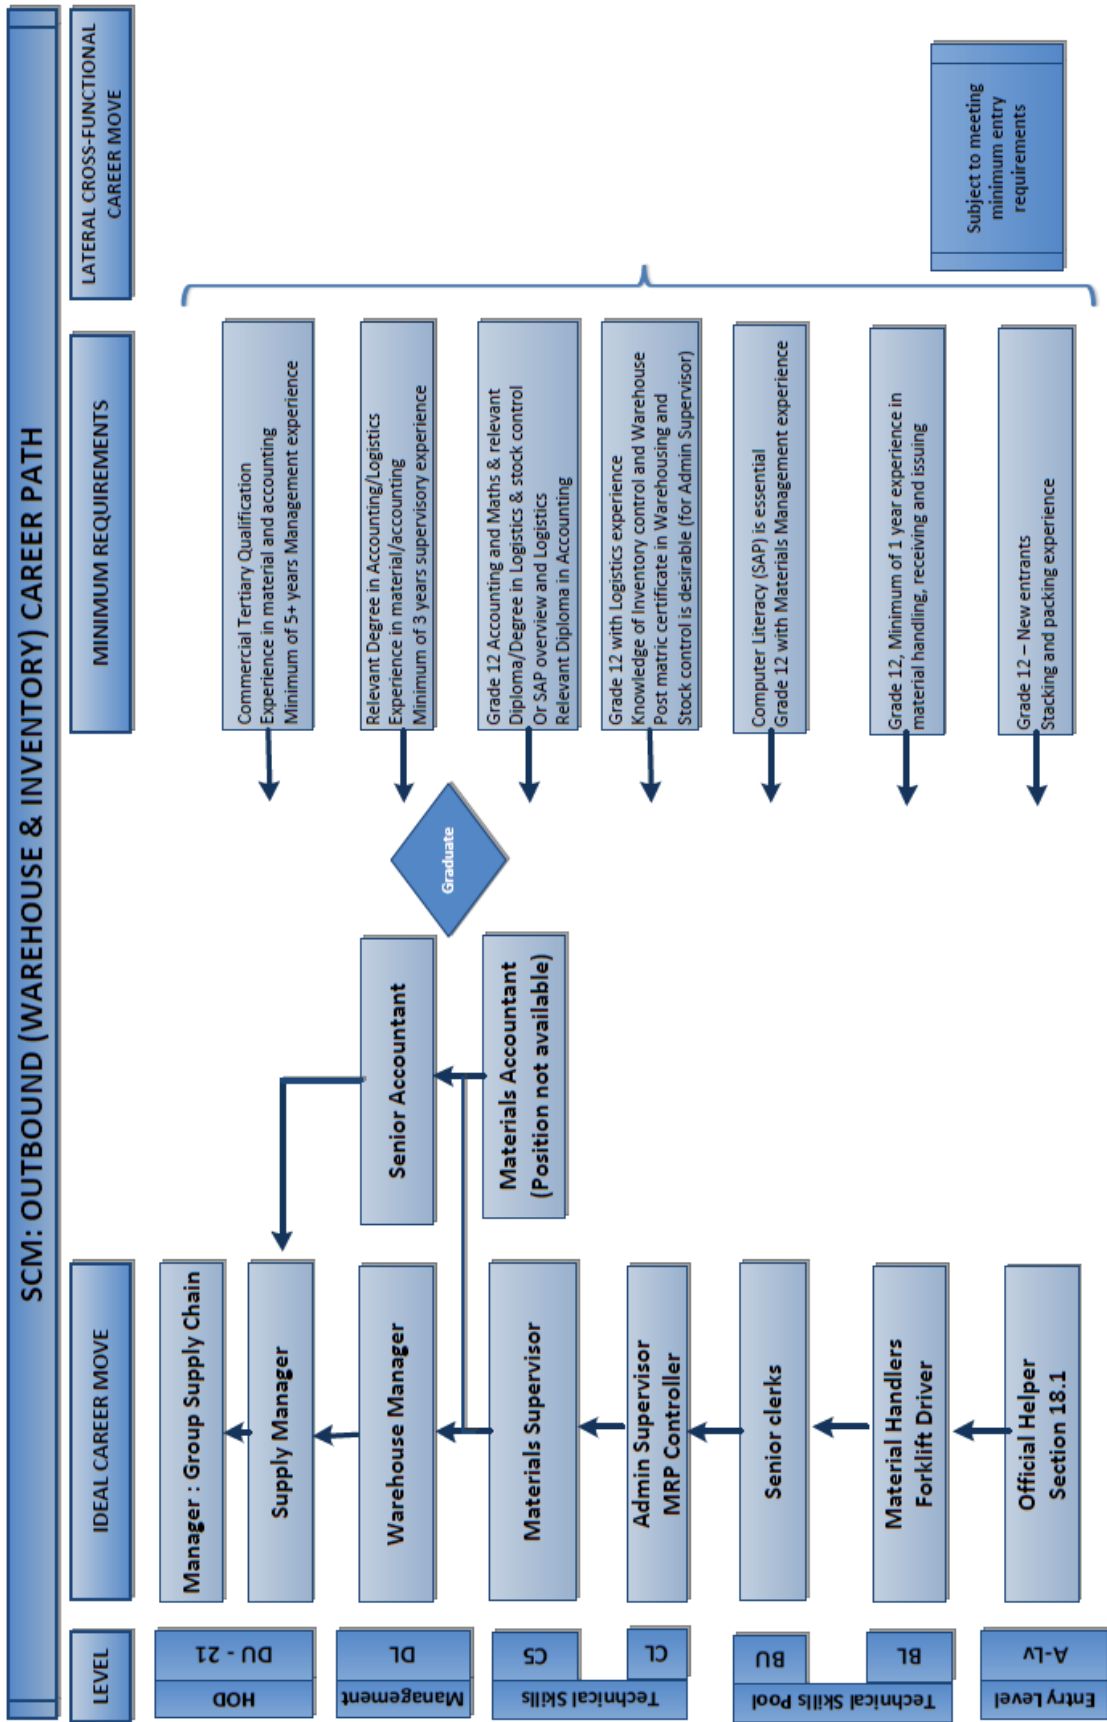 SCM: OUTBOUND (WAREHOUSE & INVENTORY) CAREER PATH
LEVEL
IDEAL CAREER MOVE
MINIMUM REQUIREMENTS
LATERAL CROSS-FUNCTIONAL
CAREER MOVE
HOD
DU - 21
Manager : Group Supply Chain
Supply Manager
Commercial Tertiary Qualification
Experience in material and accounting
Minimum of 5+ years Management experience
Management
DL
Warehouse Manager
Senior Accountant
Graduate
Relevant Degree in Accounting/Logistics
Experience in material/accounting
Minimum of 3 years supervisory experience
Technical Skills
C5
Materials Supervisor
Materials Accountant
(Position not available)
Grade 12 Accounting and Maths & relevant
Diploma/Degree in Logistics & stock control
Or SAP overview and Logistics
Relevant Diploma in Accounting
CL
Admin Supervisor
MRP Controller
Grade 12 with Logistics experience
Knowledge of Inventory control and Warehouse
Post matric certificate in Warehousing and
Stock control is desirable (for Admin Supervisor)
Technical Skills Pool
BU
Senior clerks
Computer Literacy (SAP) is essential
Grade 12 with Materials Management experience
BL
Material Handlers
Forklift Driver
Grade 12, Minimum of 1 year experience in
material handling, receiving and issuing
Entry Level
A-Lv
Official Helper
Section 18.1
Grade 12 – New entrants
Stacking and packing experience
Subject to meeting
minimum entry
requirements